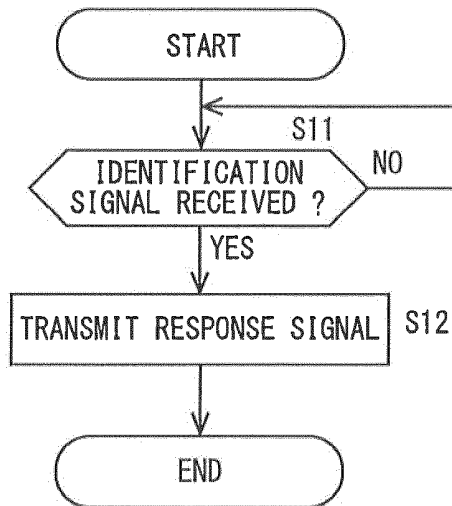 START
S11
IDENTIFICATION
SIGNAL RECEIVED ?
NO
YES
TRANSMIT RESPONSE SIGNAL
S12
END